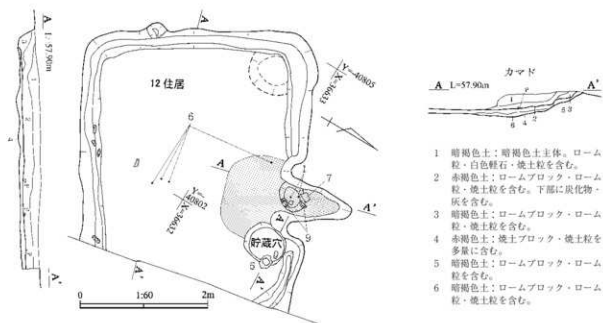 A
A
L=57.90m
A'
12住居
6
Y=-40805
X=36633
Y=-40802
X=36632
A
7
A'
9
貯蔵穴
5
A'
A'
0 1:60 2m
カマド
A L=57.90m A'
1
6 4 2 8 3
1 暗褐色土：暗褐色土主体。ローム
粒・白色軽石・焼土粒を含む。
2 赤褐色土：ロームブロック・ローム
粒・焼土粒を含む。下部に炭化物・
灰を含む。
3 暗褐色土：ロームブロック・ローム
粒・焼土粒を含む。
4 赤褐色土：焼土ブロック・焼土粒を
多量に含む。
5 暗褐色土：ロームブロック・ローム
粒を含む。
6 暗褐色土：ロームブロック・ローム
粒・焼土粒を含む。